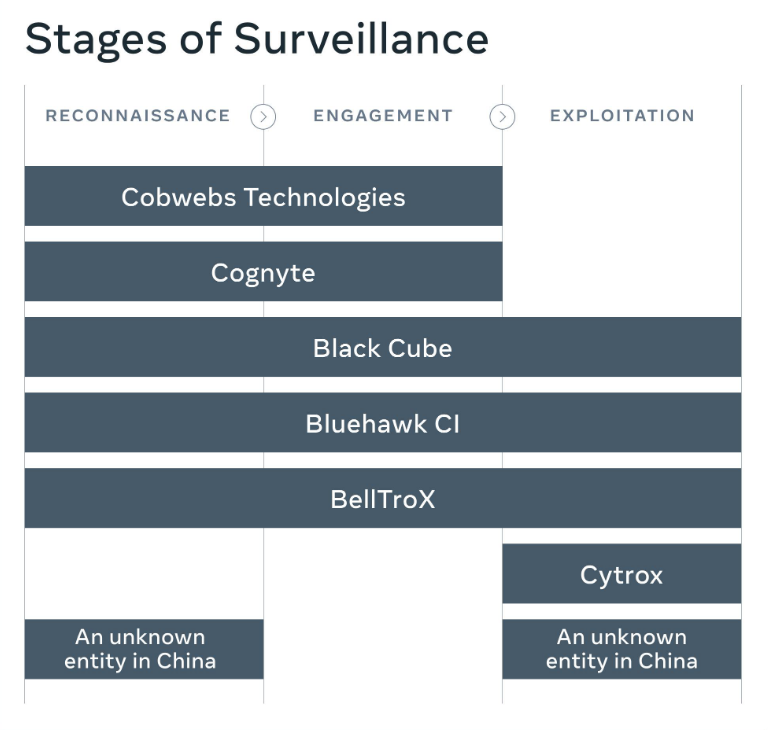 Stages of Surveillance
RECONNAISSANCE
ENGAGEMENT
EXPLOITATION
Cobwebs Technologies
Cognyte
Black Cube
Bluehawk CI
BellTroX
Cytrox
An unknown
entity in China
An unknown
entity in China